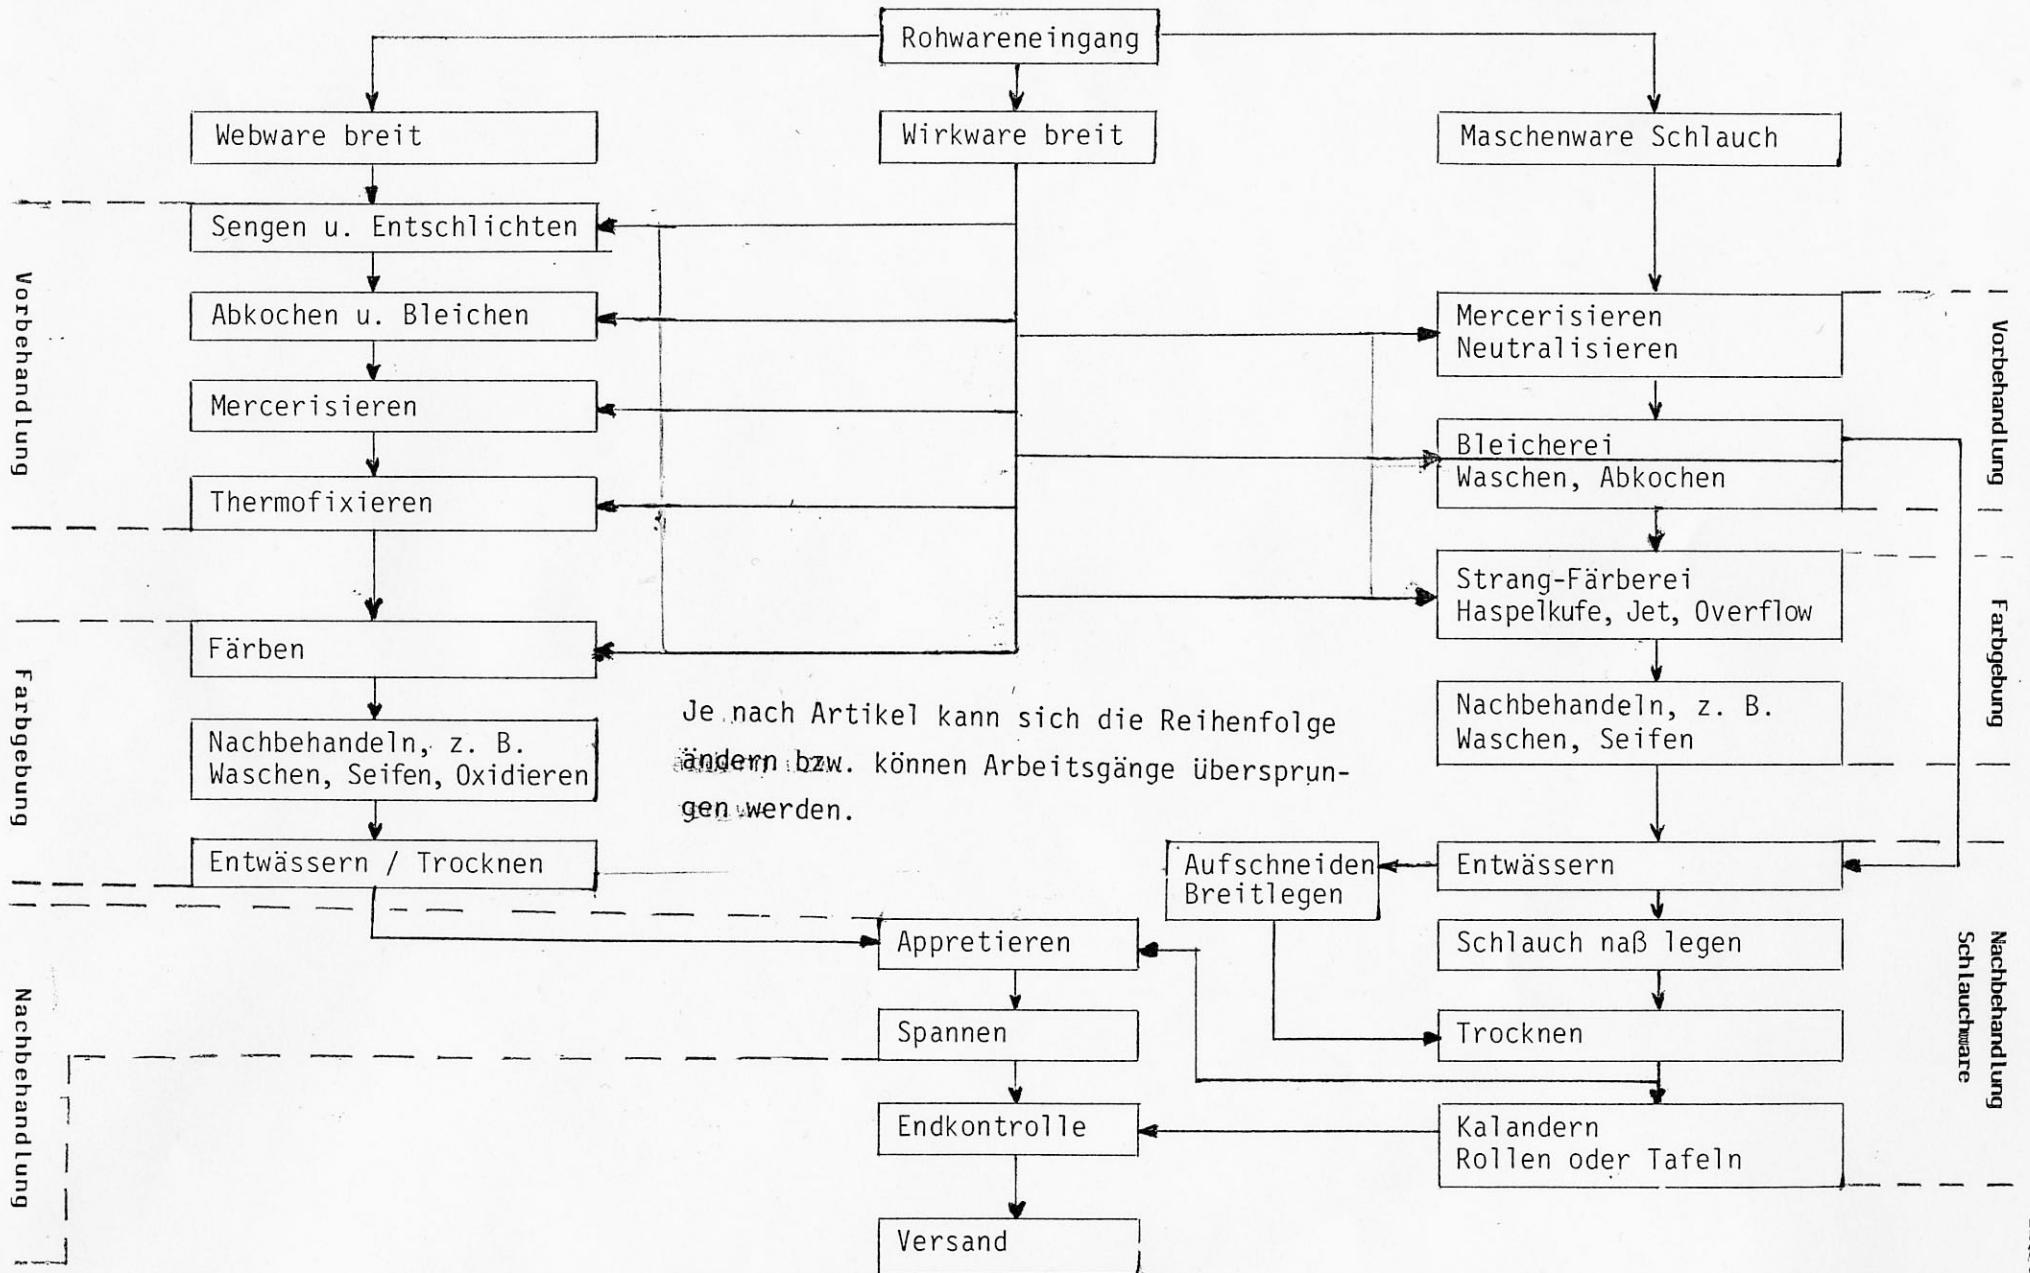 Rohwareneingang
Webware breit
Wirkware breit
Maschenware Schlauch
Vorbehandlung
Sengen u. Entschlichten
Abkochen u. Bleichen
Mercerisieren
Thermofixieren
Farbgebung
Färben
Nachbehandeln, z. B.
Waschen, Seifen, Oxidieren
Entwässern / Trocknen
Je nach Artikel kann sich die Reihenfolge
ändern bzw. können Arbeitsgänge übersprun-
gen werden.
Vorbehandlung
Mercerisieren
Neutralisieren
Bleicherei
Waschen, Abkochen
Farbgebung
Strang-Färberei
Haspelkufe, Jet, Overflow
Nachbehandeln, z. B.
Waschen, Seifen
Nachbehandlung
Schlauchware
Entwässern
Aufschneiden
Breitlegen
Schlauch naß legen
Trocknen
Kalandern
Rollen oder Tafeln
Nachbehandlung
Appretieren
Spannen
Endkontrolle
Versand